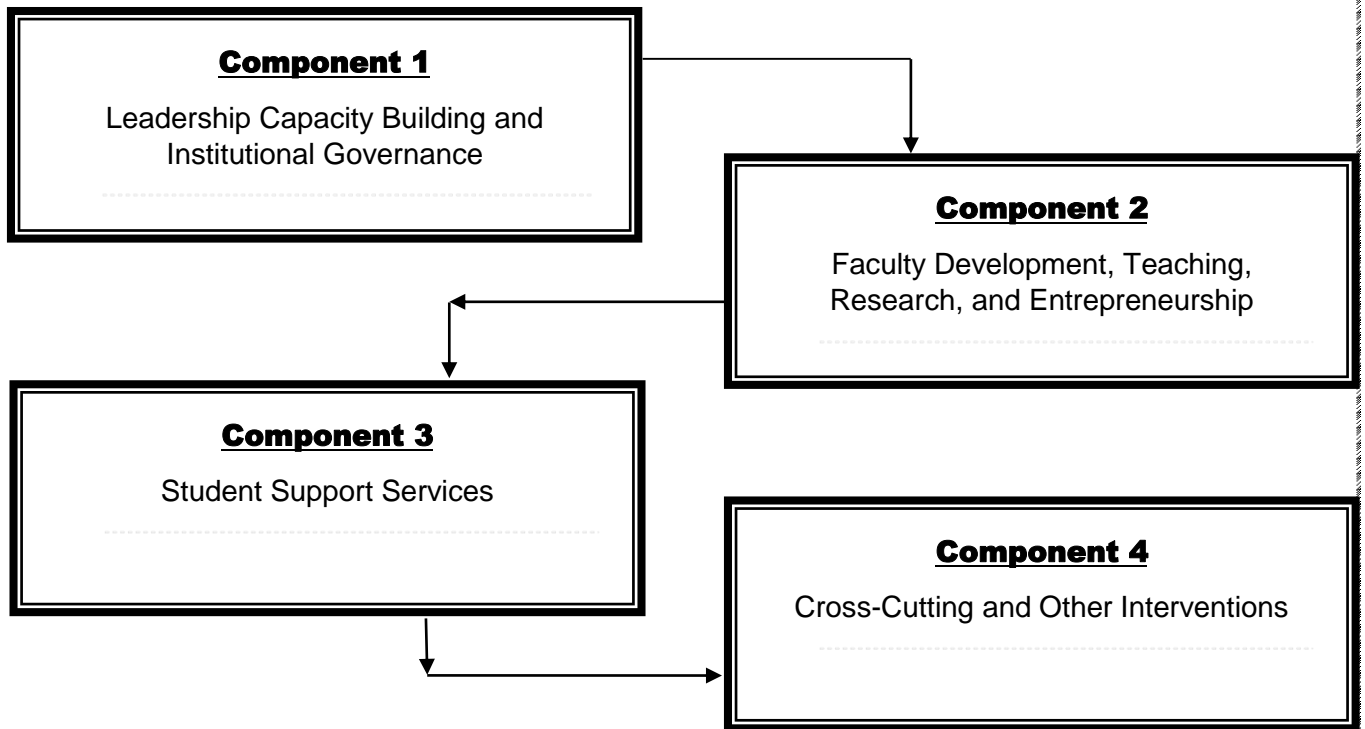 Component 1
Leadership Capacity Building and
Institutional Governance
Component 2
Faculty Development, Teaching,
Research, and Entrepreneurship
Component 3
Student Support Services
Component 4
Cross-Cutting and Other Interventions